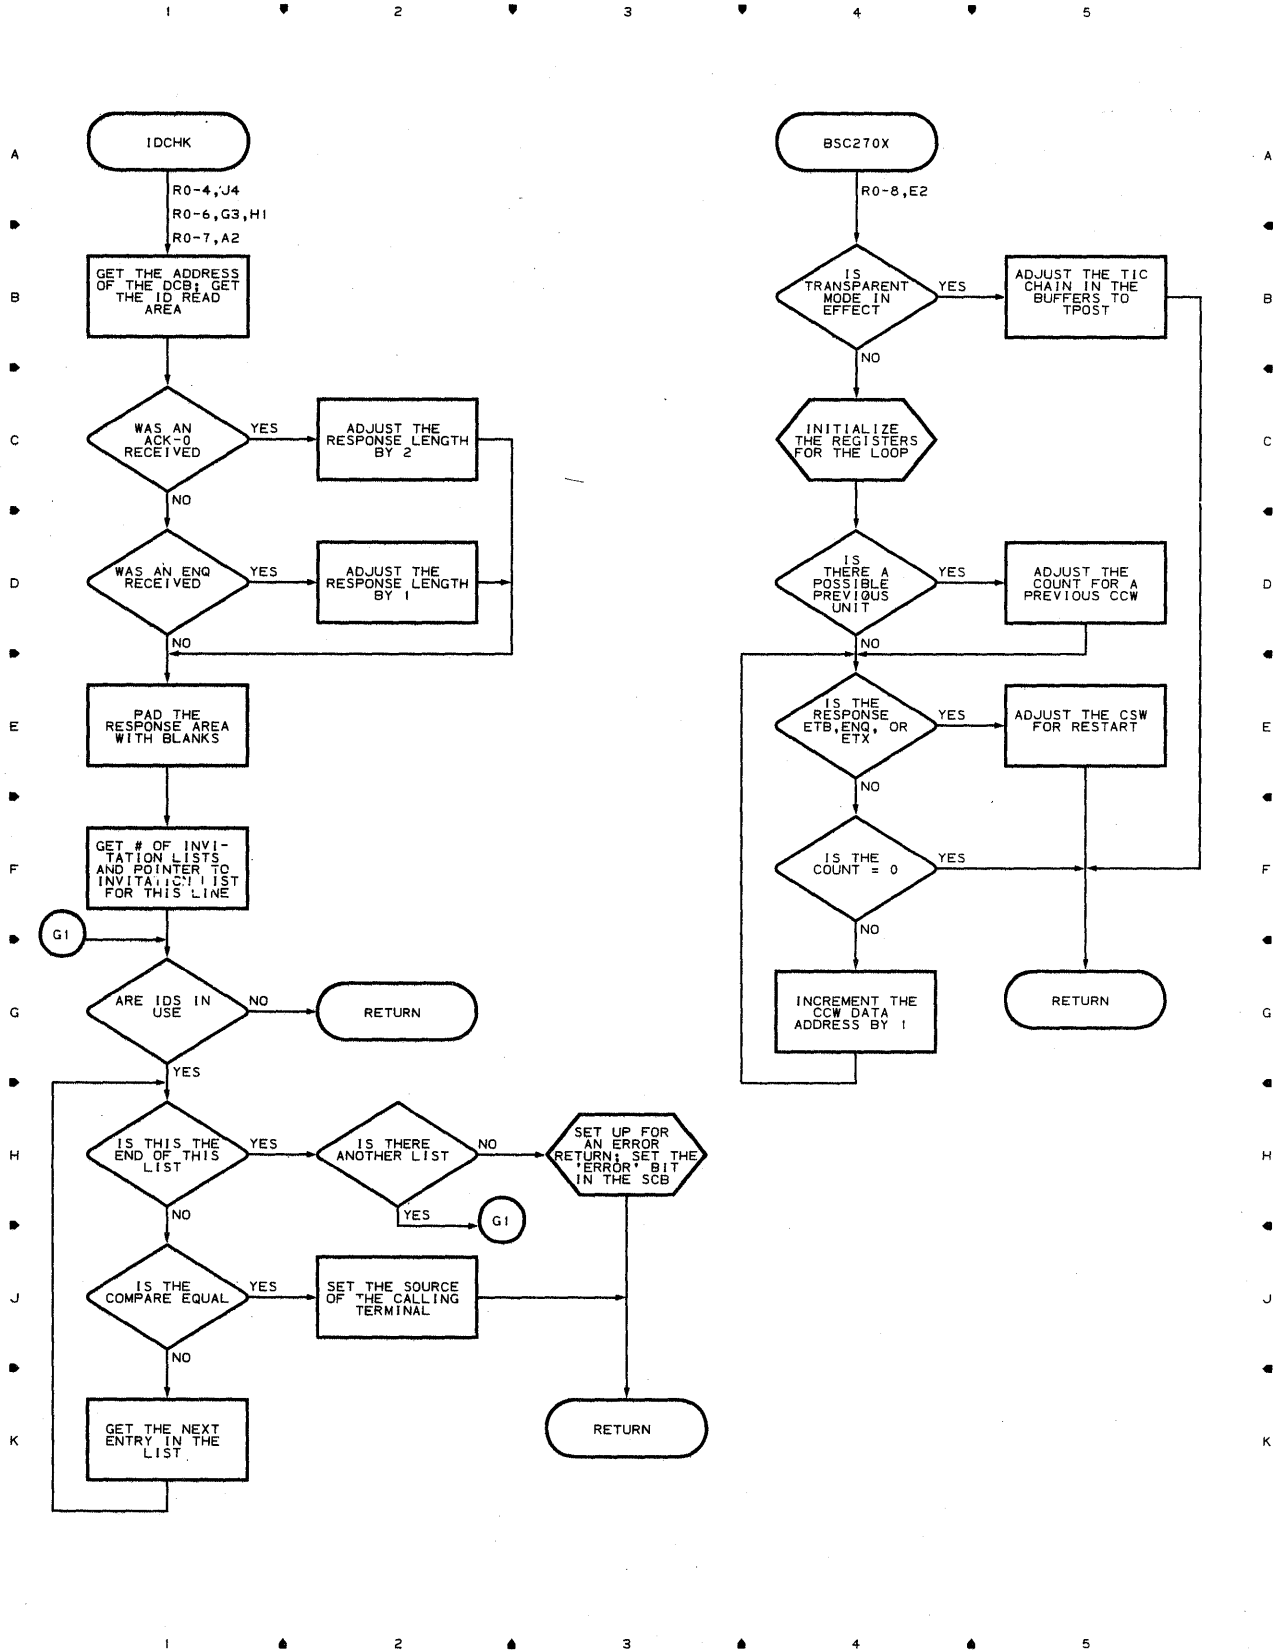 1 2 3 4 5
A
IDCHK
R0-4,J4
R0-6,G3,H1
R0-7,A2
B
GET THE ADDRESS
OF THE DCB; GET
THE ID READ
AREA
C
WAS AN
ACK-0
RECEIVED
YES
NO
ADJUST THE
RESPONSE LENGTH
BY 2
D
WAS AN ENQ
RECEIVED
YES
NO
ADJUST THE
RESPONSE LENGTH
BY 1
E
PAD THE
RESPONSE AREA
WITH BLANKS
F
GET # OF INVI-
TATION LISTS
AND POINTER TO
INVITATION LIST
FOR THIS LINE
G1
G
ARE IDS IN
USE
NO
YES
RETURN
H
IS THIS THE
END OF THIS
LIST
YES
NO
IS THERE
ANOTHER LIST
NO
YES
G1
SET UP FOR
AN ERROR
RETURN; SET THE
'ERROR' BIT
IN THE SCB
J
IS THE
COMPARE EQUAL
YES
NO
SET THE SOURCE
OF THE CALLING
TERMINAL
K
GET THE NEXT
ENTRY IN THE
LIST
RETURN
BSC270X
A
R0-8,E2
IS
TRANSPARENT
MODE IN
EFFECT
YES
NO
ADJUST THE TIC
CHAIN IN THE
BUFFERS TO
TPOST
B
INITIALIZE
THE REGISTERS
FOR THE LOOP
C
IS
THERE A
POSSIBLE
PREVIOUS
UNIT
YES
NO
ADJUST THE
COUNT FOR A
PREVIOUS CCW
D
IS THE
RESPONSE
ETB,ENQ, OR
ETX
YES
NO
ADJUST THE CSW
FOR RESTART
E
IS THE
COUNT = 0
YES
NO
F
INCREMENT THE
CCW DATA
ADDRESS BY 1
RETURN
G
H
J
K
1 2 3 4 5